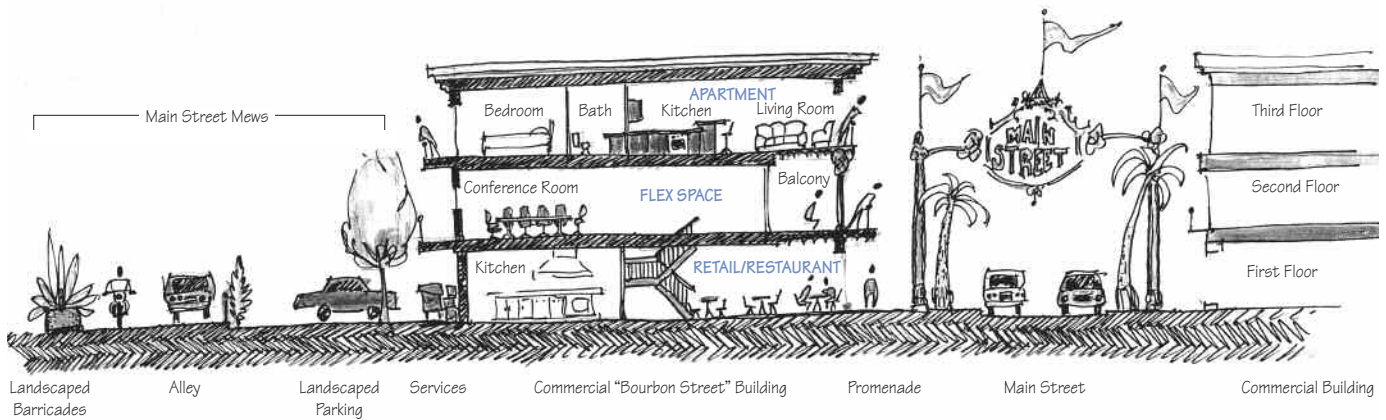 Main Street Mews
APARTMENT
Bedroom
Bath
Kitchen
Living Room
Conference Room
FLEX SPACE
Balcony
Kitchen
RETAIL/RESTAURANT
MAIN
STREET
Third Floor
Second Floor
First Floor
Landscaped
Barricades
Alley
Landscaped
Parking
Services
Commercial “Bourbon Street” Building
Promenade
Main Street
Commercial Building